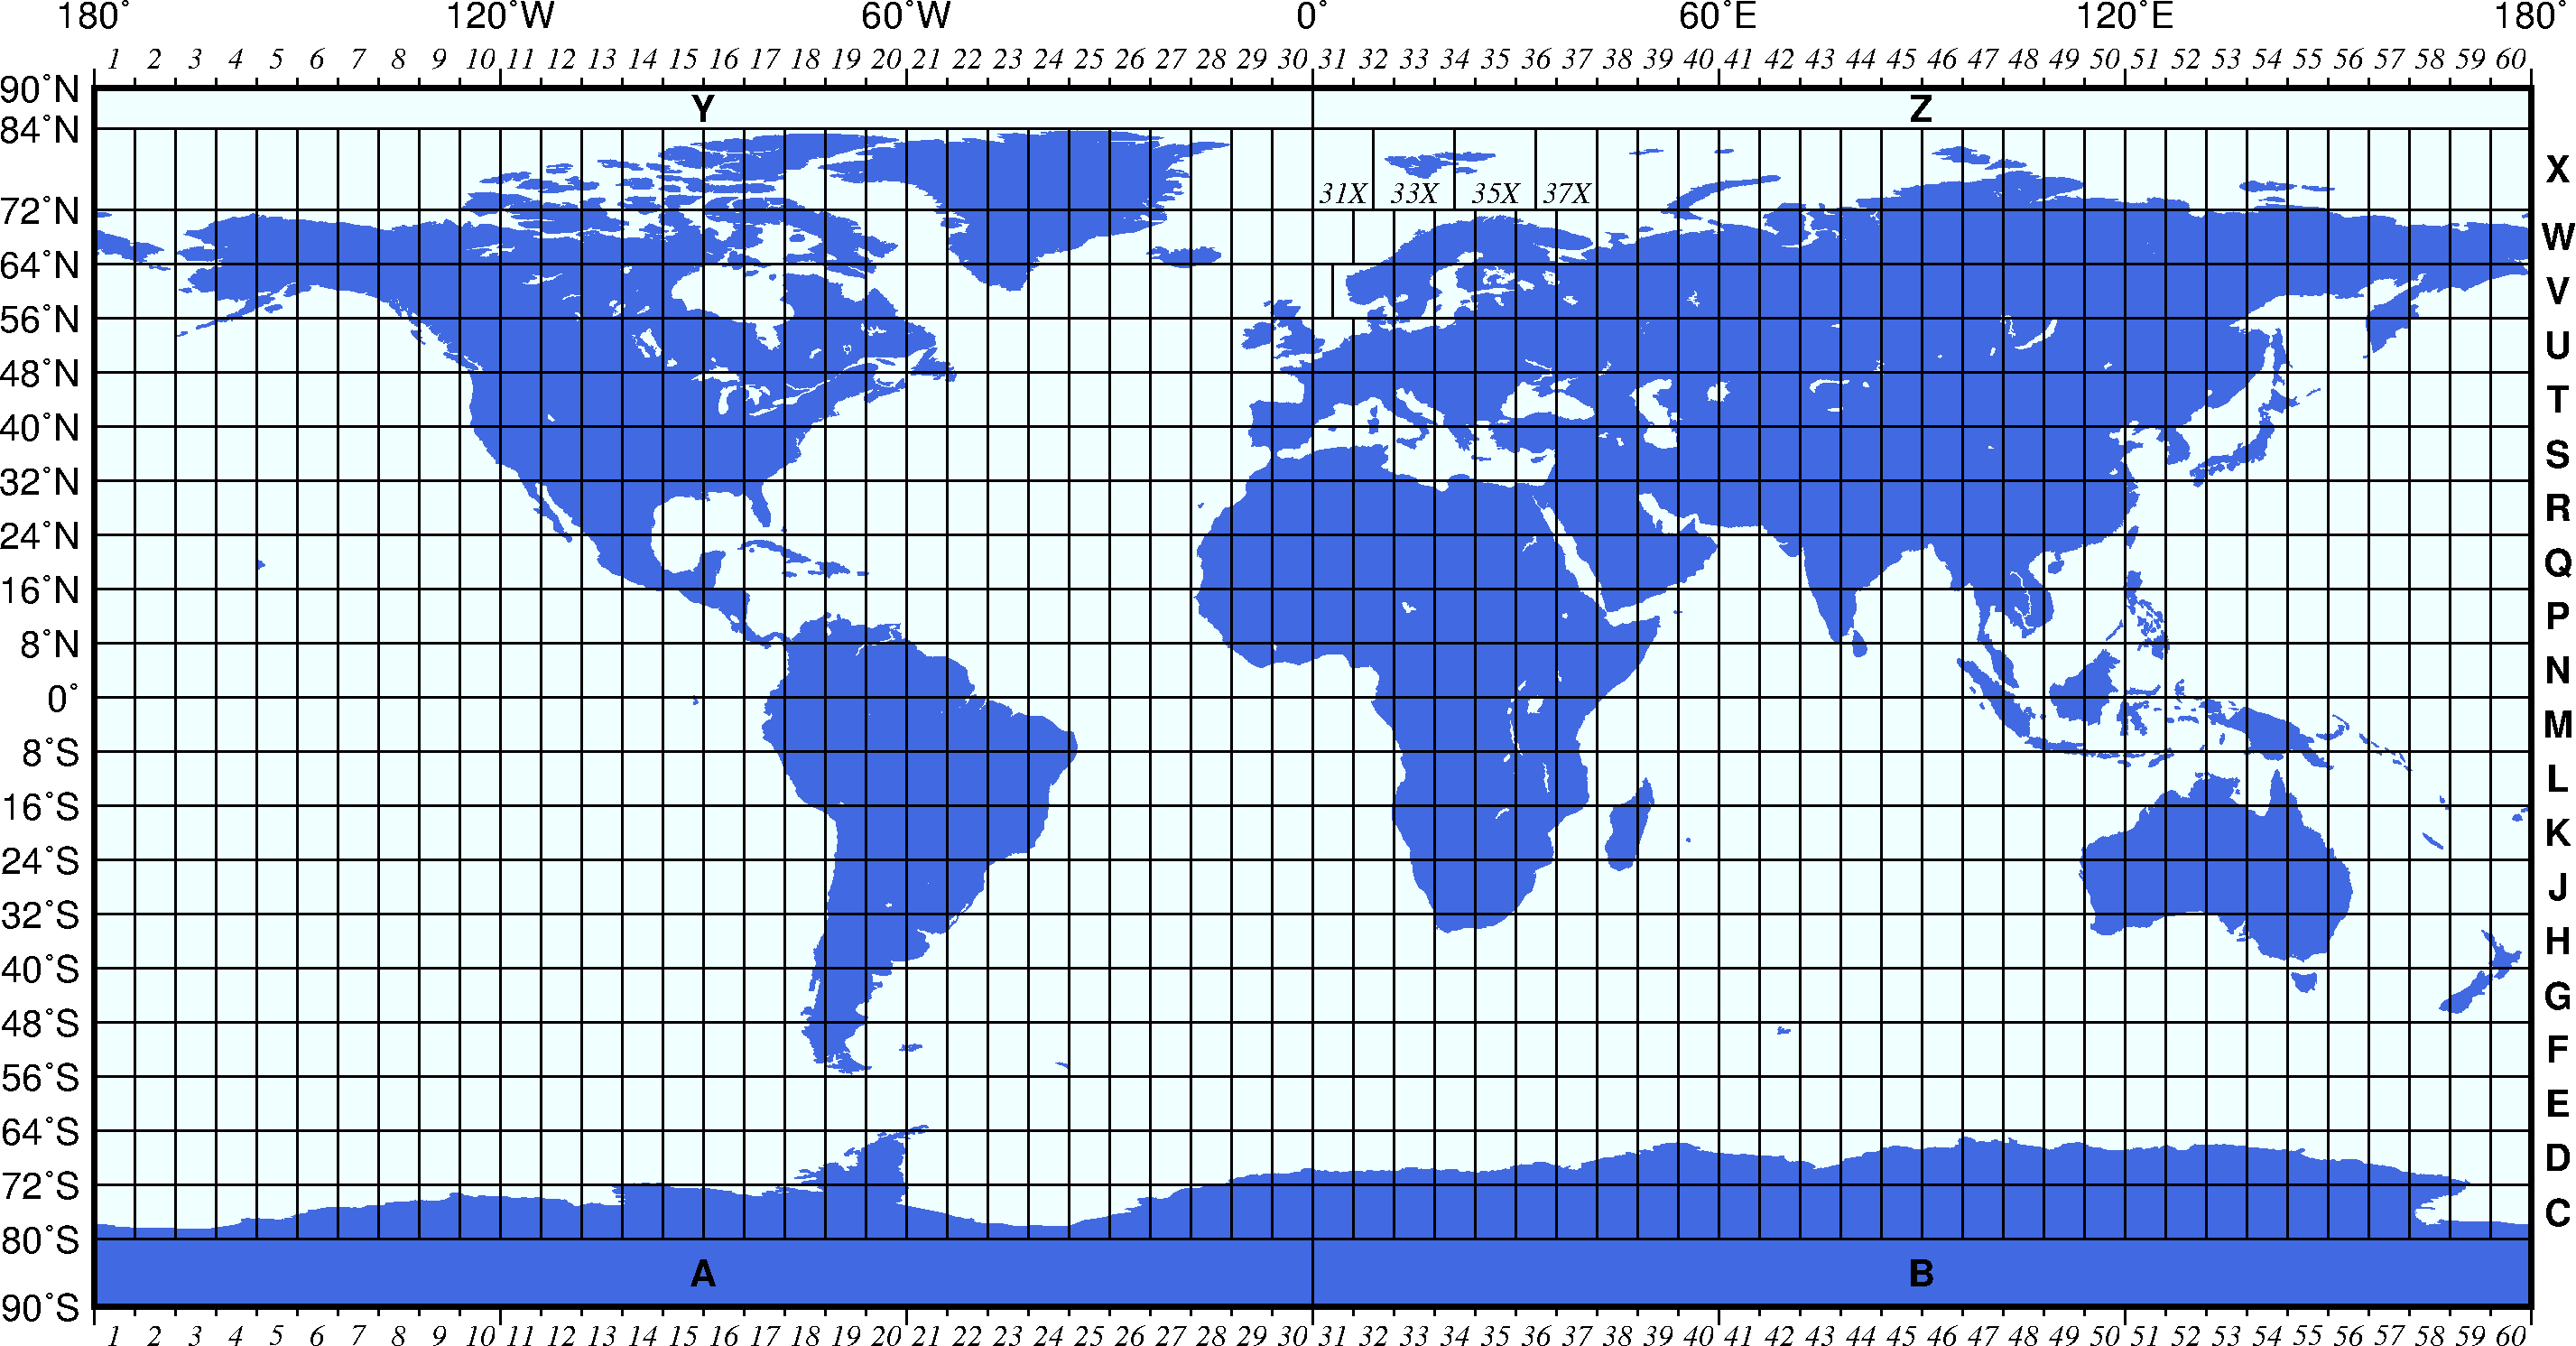 180˚ 120˚W 60˚W 0˚ 60˚E 120˚E 180˚
1 2 3 4 5 6 7 8 9 10 11 12 13 14 15 16 17 18 19 20 21 22 23 24 25 26 27 28 29 30 31 32 33 34 35 36 37 38 39 40 41 42 43 44 45 46 47 48 49 50 51 52 53 54 55 56 57 58 59 60
90˚N
Y Z
84˚N
X
31X 33X 35X 37X
72˚N
W
64˚N
V
56˚N
U
48˚N
T
40˚N
S
32˚N
R
24˚N
Q
16˚N
P
8˚N
N
0˚
M
8˚S
L
16˚S
K
24˚S
J
32˚S
H
40˚S
G
48˚S
F
56˚S
E
64˚S
D
72˚S
C
80˚S
A B
90˚S
1 2 3 4 5 6 7 8 9 10 11 12 13 14 15 16 17 18 19 20 21 22 23 24 25 26 27 28 29 30 31 32 33 34 35 36 37 38 39 40 41 42 43 44 45 46 47 48 49 50 51 52 53 54 55 56 57 58 59 60